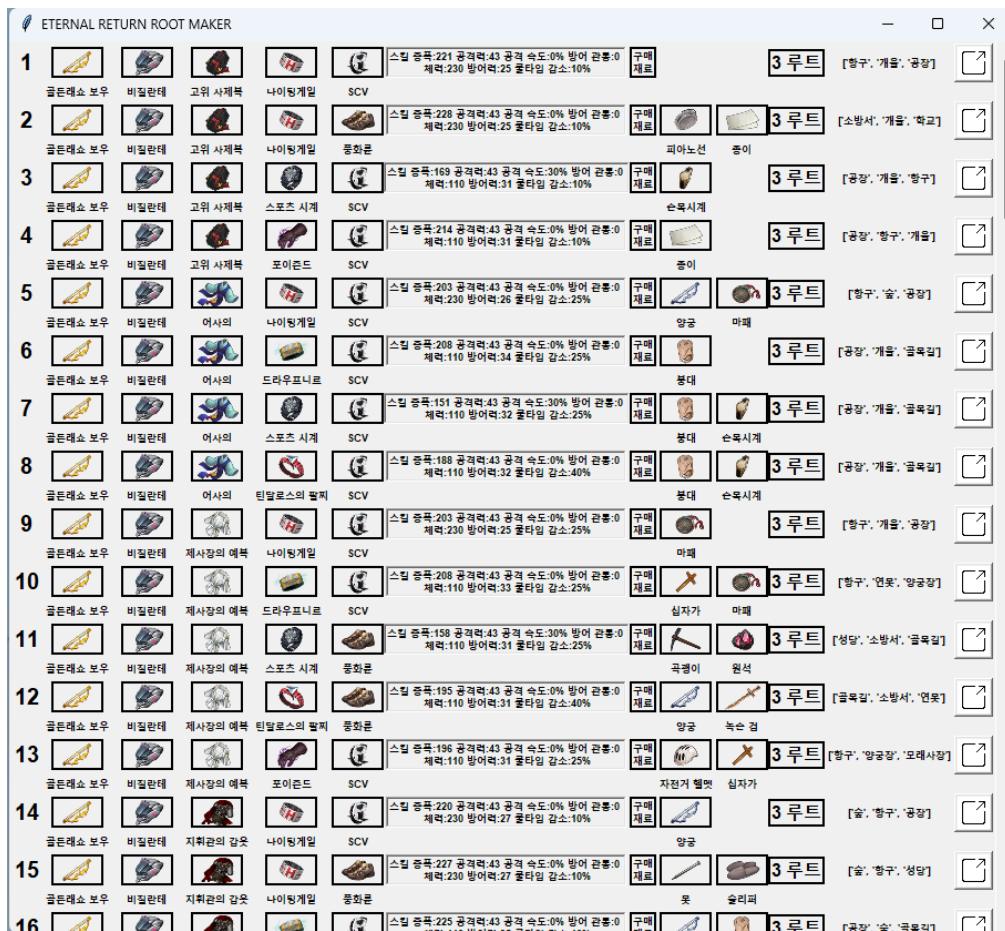 ETERNAL RETURN ROOT MAKER
1 스킬 증폭:221 공격력:43 공격 속도:0% 방어 관통:0 구매 3 루트 ['항구', '개울', '공장']
체력:230 방어력:25 쿨타임 감소:10% 재료
골든래쇼 보우 비질란테 고위 사제복 나이팅게일 SCV
2 스킬 증폭:228 공격력:43 공격 속도:0% 방어 관통:0 구매 3 루트 ['소방서', '개울', '학교']
체력:230 방어력:25 쿨타임 감소:10% 재료
골든래쇼 보우 비질란테 고위 사제복 나이팅게일 풍화륜 피아노선 종이
3 스킬 증폭:169 공격력:43 공격 속도:30% 방어 관통:0 구매 3 루트 ['공장', '개울', '항구']
체력:110 방어력:31 쿨타임 감소:10% 재료
골든래쇼 보우 비질란테 고위 사제복 스포츠 시계 SCV 손목시계
4 스킬 증폭:214 공격력:43 공격 속도:0% 방어 관통:0 구매 3 루트 ['공장', '항구', '개울']
체력:110 방어력:31 쿨타임 감소:10% 재료
골든래쇼 보우 비질란테 고위 사제복 포이즌드 SCV 종이
5 스킬 증폭:203 공격력:43 공격 속도:0% 방어 관통:0 구매 3 루트 ['항구', '숲', '공장']
체력:230 방어력:26 쿨타임 감소:25% 재료
골든래쇼 보우 비질란테 어사의 나이팅게일 SCV 양궁 마패
6 스킬 증폭:208 공격력:43 공격 속도:0% 방어 관통:0 구매 3 루트 ['공장', '개울', '골목길']
체력:110 방어력:34 쿨타임 감소:25% 재료
골든래쇼 보우 비질란테 어사의 드라우프니르 SCV 붕대
7 스킬 증폭:151 공격력:43 공격 속도:30% 방어 관통:0 구매 3 루트 ['공장', '개울', '골목길']
체력:110 방어력:32 쿨타임 감소:25% 재료
골든래쇼 보우 비질란테 어사의 스포츠 시계 SCV 붕대 손목시계
8 스킬 증폭:188 공격력:43 공격 속도:0% 방어 관통:0 구매 3 루트 ['공장', '개울', '골목길']
체력:110 방어력:32 쿨타임 감소:40% 재료
골든래쇼 보우 비질란테 어사의 틴달로스의 팔찌 SCV 붕대 손목시계
9 스킬 증폭:203 공격력:43 공격 속도:0% 방어 관통:0 구매 3 루트 ['항구', '개울', '공장']
체력:230 방어력:25 쿨타임 감소:25% 재료
골든래쇼 보우 비질란테 제사장의 예복 나이팅게일 SCV 마패
10 스킬 증폭:208 공격력:43 공격 속도:0% 방어 관통:0 구매 3 루트 ['항구', '연못', '양궁장']
체력:110 방어력:33 쿨타임 감소:25% 재료
골든래쇼 보우 비질란테 제사장의 예복 드라우프니르 SCV 십자가 마패
11 스킬 증폭:158 공격력:43 공격 속도:30% 방어 관통:0 구매 3 루트 ['성당', '소방서', '골목길']
체력:110 방어력:31 쿨타임 감소:25% 재료
골든래쇼 보우 비질란테 제사장의 예복 스포츠 시계 풍화륜 곡괭이 원석
12 스킬 증폭:195 공격력:43 공격 속도:0% 방어 관통:0 구매 3 루트 ['골목길', '소방서', '연못']
체력:110 방어력:31 쿨타임 감소:40% 재료
골든래쇼 보우 비질란테 제사장의 예복 틴달로스의 팔찌 풍화륜 양궁 녹슨 검
13 스킬 증폭:196 공격력:43 공격 속도:0% 방어 관통:0 구매 3 루트 ['항구', '양궁장', '모래사장']
체력:110 방어력:31 쿨타임 감소:25% 재료
골든래쇼 보우 비질란테 제사장의 예복 포이즌드 SCV 자전거 헬멧 십자가
14 스킬 증폭:220 공격력:43 공격 속도:0% 방어 관통:0 구매 3 루트 ['숲', '항구', '공장']
체력:230 방어력:27 쿨타임 감소:10% 재료
골든래쇼 보우 비질란테 지휘관의 갑옷 나이팅게일 SCV 양궁
15 스킬 증폭:227 공격력:43 공격 속도:0% 방어 관통:0 구매 3 루트 ['숲', '항구', '성당']
체력:230 방어력:27 쿨타임 감소:10% 재료
골든래쇼 보우 비질란테 지휘관의 갑옷 나이팅게일 풍화륜 못 슬리퍼
16 스킬 증폭:225 공격력:43 공격 속도:0% 방어 관통:0 구매 3 루트 ['공장', '숲', '골목길']